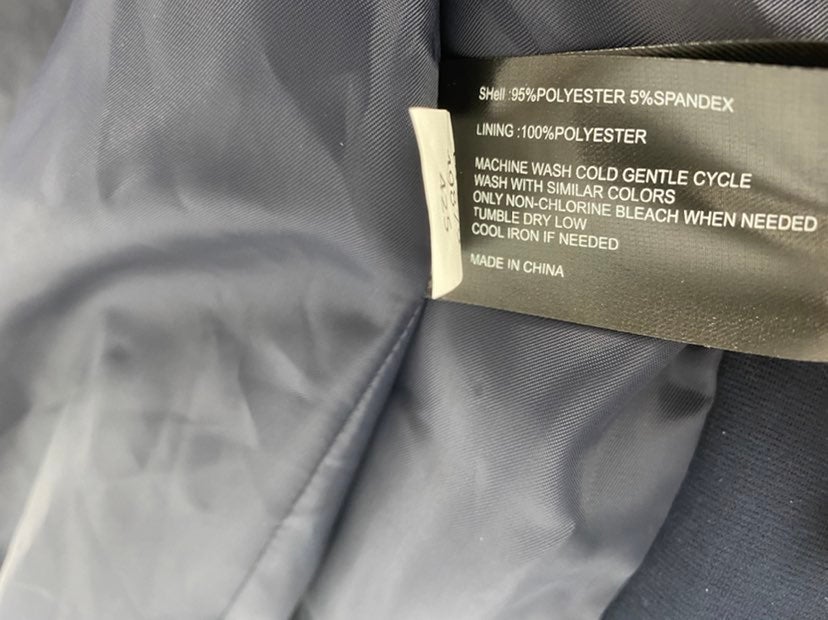 SHell :95%POLYESTER 5%SPANDEX
LINING :100%POLYESTER
MACHINE WASH COLD GENTLE CYCLE
WASH WITH SIMILAR COLORS
ONLY NON-CHLORINE BLEACH WHEN NEEDED
TUMBLE DRY LOW
COOL IRON IF NEEDED
MADE IN CHINA